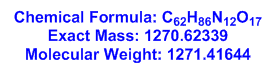 Chemical Formula: C₆₂H₈₆N₁₂O₁₇
Exact Mass: 1270.62339
Molecular Weight: 1271.41644